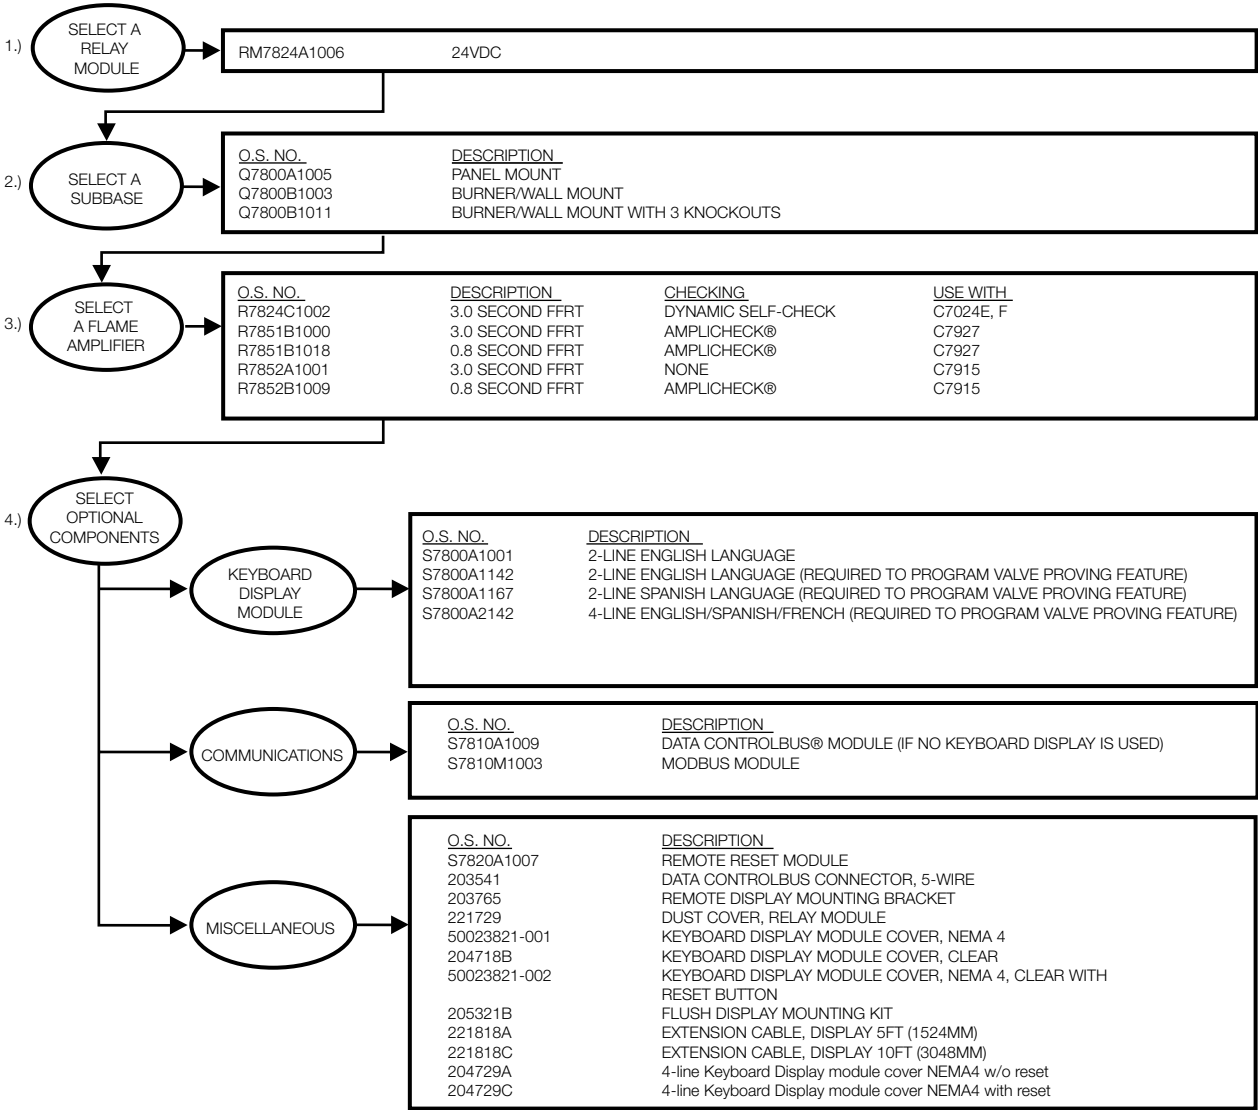 1.)
SELECT A
RELAY
MODULE
RM7824A1006 24VDC
2.)
SELECT A
SUBBASE
O.S. NO. DESCRIPTION
Q7800A1005 PANEL MOUNT
Q7800B1003 BURNER/WALL MOUNT
Q7800B1011 BURNER/WALL MOUNT WITH 3 KNOCKOUTS
3.)
SELECT
A FLAME
AMPLIFIER
O.S. NO. DESCRIPTION CHECKING USE WITH
R7824C1002 3.0 SECOND FFRT DYNAMIC SELF-CHECK C7024E, F
R7851B1000 3.0 SECOND FFRT AMPLICHECK® C7927
R7851B1018 0.8 SECOND FFRT AMPLICHECK® C7927
R7852A1001 3.0 SECOND FFRT NONE C7915
R7852B1009 0.8 SECOND FFRT AMPLICHECK® C7915
4.)
SELECT
OPTIONAL
COMPONENTS
KEYBOARD
DISPLAY
MODULE
O.S. NO. DESCRIPTION
S7800A1001 2-LINE ENGLISH LANGUAGE
S7800A1142 2-LINE ENGLISH LANGUAGE (REQUIRED TO PROGRAM VALVE PROVING FEATURE)
S7800A1167 2-LINE SPANISH LANGUAGE (REQUIRED TO PROGRAM VALVE PROVING FEATURE)
S7800A2142 4-LINE ENGLISH/SPANISH/FRENCH (REQUIRED TO PROGRAM VALVE PROVING FEATURE)
COMMUNICATIONS
O.S. NO. DESCRIPTION
S7810A1009 DATA CONTROLBUS® MODULE (IF NO KEYBOARD DISPLAY IS USED)
S7810M1003 MODBUS MODULE
MISCELLANEOUS
O.S. NO. DESCRIPTION
S7820A1007 REMOTE RESET MODULE
203541 DATA CONTROLBUS CONNECTOR, 5-WIRE
203765 REMOTE DISPLAY MOUNTING BRACKET
221729 DUST COVER, RELAY MODULE
50023821-001 KEYBOARD DISPLAY MODULE COVER, NEMA 4
204718B KEYBOARD DISPLAY MODULE COVER, CLEAR
50023821-002 KEYBOARD DISPLAY MODULE COVER, NEMA 4, CLEAR WITH
RESET BUTTON
205321B FLUSH DISPLAY MOUNTING KIT
221818A EXTENSION CABLE, DISPLAY 5FT (1524MM)
221818C EXTENSION CABLE, DISPLAY 10FT (3048MM)
204729A 4-line Keyboard Display module cover NEMA4 w/o reset
204729C 4-line Keyboard Display module cover NEMA4 with reset